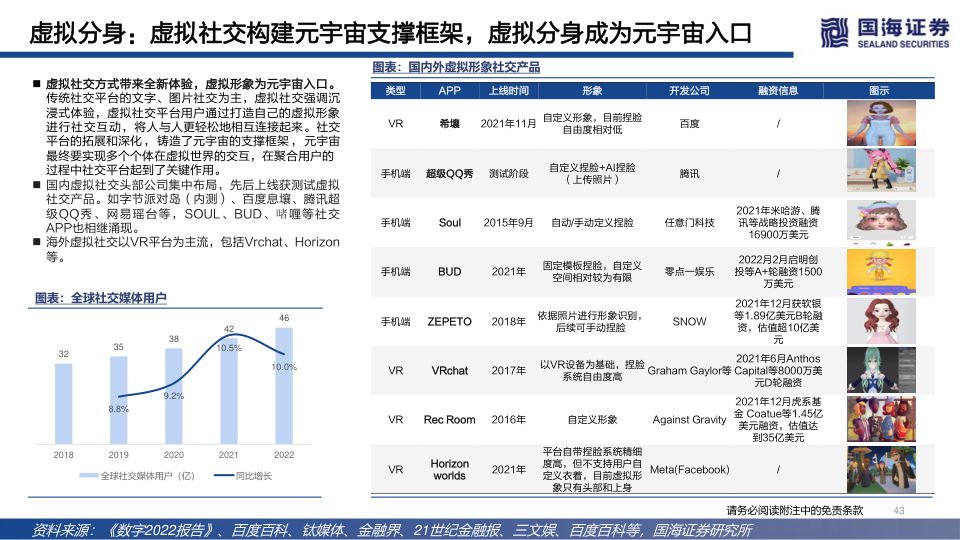 虚拟分身：虚拟社交构建元宇宙支撑框架，虚拟分身成为元宇宙入口
国海证券
SEALAND SECURITIES
■ 虚拟社交方式带来全新体验，虚拟形象为元宇宙入口。
传统社交平台的文字、图片社交为主，虚拟社交强调沉
浸式体验，虚拟社交平台用户通过打造自己的虚拟形象
进行社交互动，将人与人更轻松地相互连接起来。社交
平台的拓展和深化，铸造了元宇宙的支撑框架，元宇宙
最终要实现多个个体在虚拟世界的交互，在聚合用户的
过程中社交平台起到了关键作用。
■ 国内虚拟社交头部公司集中布局，先后上线获测试虚拟
社交产品。如字节派对岛（内测）、百度息壤、腾讯超
级QQ秀、网易瑶台等，SOUL、BUD、啫喱等社交
APP也相继涌现。
■ 海外虚拟社交以VR平台为主流，包括Vrchat、Horizon
等。
图表：全球社交媒体用户
32 35 38 42 46
8.8% 9.2% 10.5% 10.0%
2018 2019 2020 2021 2022
全球社交媒体用户（亿） 同比增长
图表：国内外虚拟形象社交产品
类型 APP 上线时间 形象 开发公司 融资信息 图示
VR 希壤 2021年11月 自定义形象，目前捏脸 百度 /
自由度相对低
手机端 超级QQ秀 测试阶段 自定义捏脸+AI捏脸 腾讯 /
（上传照片）
手机端 Soul 2015年9月 自动/手动定义捏脸 任意门科技 2021年米哈游、腾
讯等战略投资融资
16900万美元
手机端 BUD 2021年 固定模板捏脸，自定义 零点一娱乐 2022月2月启明创
空间相对较为有限 投等A+轮融资1500
万美元
手机端 ZEPETO 2018年 依据照片进行形象识别， SNOW 2021年12月获软银
后续可手动捏脸 等1.89亿美元B轮融
资，估值超10亿美
元
VR VRchat 2017年 以VR设备为基础，捏脸 Graham Gaylor等 2021年6月Anthos
系统自由度高 Capital等8000万美
元D轮融资
VR Rec Room 2016年 自定义形象 Against Gravity 2021年12月虎系基
金 Coatue等1.45亿
美元融资，估值达
到35亿美元
VR Horizon worlds 2021年 平台自带捏脸系统精细 Meta(Facebook) /
度高，但不支持用户自
定义衣着，目前虚拟形
象只有头部和上身
请务必阅读附注中的免责条款 43
资料来源：《数字2022报告》、百度百科、钛媒体、金融界、21世纪金融报、三文娱、百度百科等，国海证券研究所